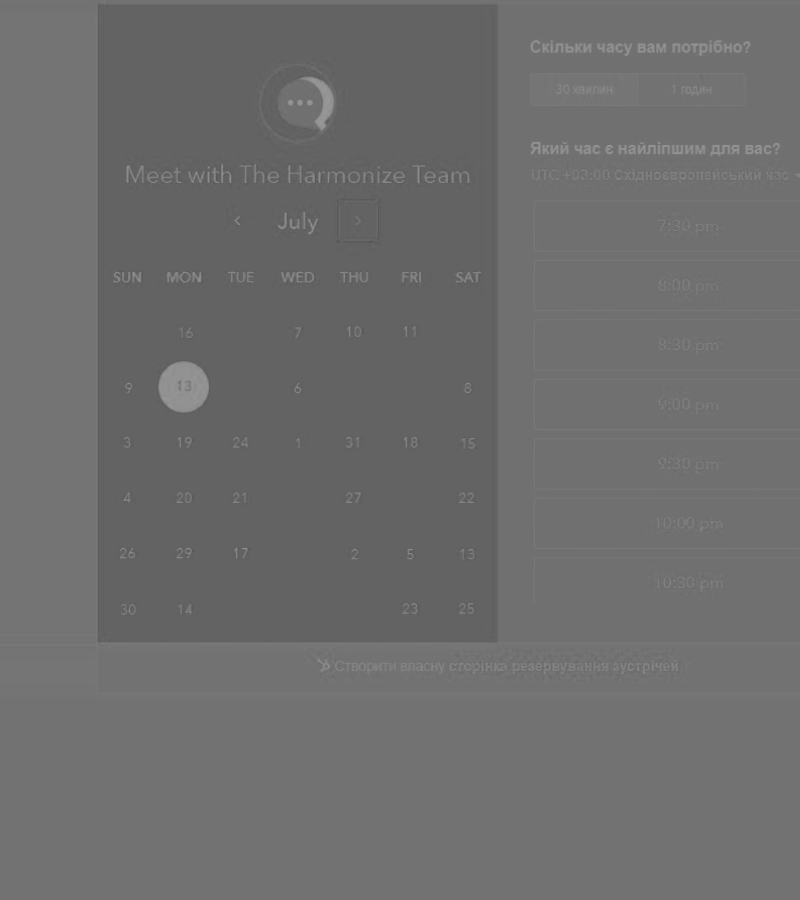 Meet with The Harmonize Team
July
SUN MON TUE WED THU FRI SAT
16 7 10 11
9 13 6 8
3 19 24 1 31 18 15
4 20 21 27 22
26 29 17 2 5 13
30 14 23 25
Скільки часу вам потрібно?
30 хвилин 1 годин
Який час є найліпшим для вас?
UTC +03:00 Східноєвропейський час
7:30 pm
8:00 pm
8:30 pm
9:00 pm
9:30 pm
10:00 pm
10:30 pm
Створити власну сторінка резервування зустрічей